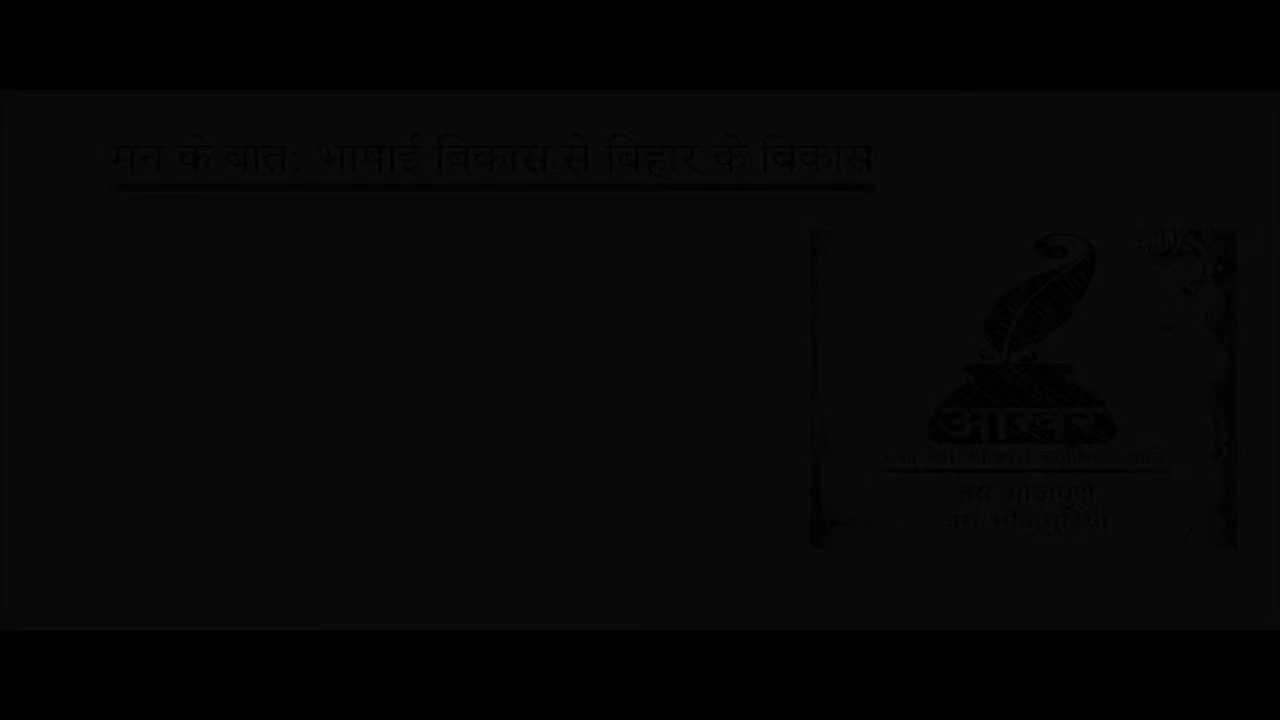 मन के बात: भाषाई बिकास से बिहार के बिकास
आखर
जय भोजपुरी
जय भोजपुरिया